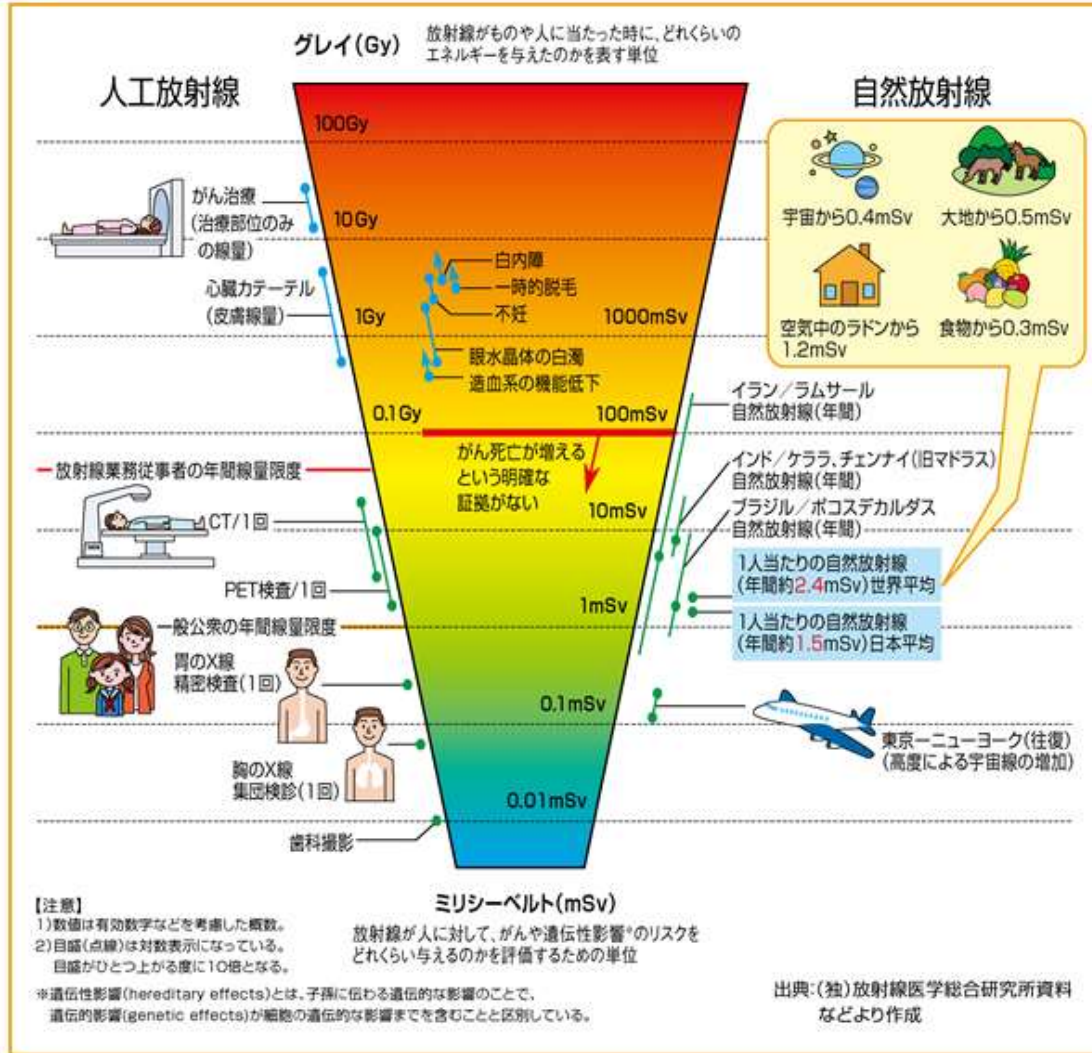 グレイ(Gy)
放射線がものや人に当たった時に、どれくらいの
エネルギーを与えたのかを表す単位
人工放射線
自然放射線
100Gy
がん治療
(治療部位のみ
の線量)
10Gy
心臓カテーテル
(皮膚線量)
1Gy
白内障
一時的脱毛
不妊
1000mSv
眼水晶体の白濁
造血系の機能低下
0.1Gy
100mSv
がん死亡が増える
という明確な
証拠がない
放射線業務従事者の年間線量限度
10mSv
CT/1回
PET検査/1回
1mSv
一般公衆の年間線量限度
胃のX線
精密検査(1回)
0.1mSv
胸のX線
集団検診(1回)
0.01mSv
歯科撮影
宇宙から0.4mSv
大地から0.5mSv
空気中のラドンから
1.2mSv
食物から0.3mSv
イラン/ラムサール
自然放射線(年間)
インド/ケララ、チェンナイ(旧マドラス)
自然放射線(年間)
ブラジル/ポコスデカルダス
自然放射線(年間)
1人当たりの自然放射線
(年間約2.4mSv)世界平均
1人当たりの自然放射線
(年間約1.5mSv)日本平均
東京ーニューヨーク(往復)
(高度による宇宙線の増加)
ミリシーベルト(mSv)
放射線が人に対して、がんや遺伝性影響*のリスクを
どれくらい与えるのかを評価するための単位
【注意】
1)数値は有効数字などを考慮した概数。
2)目盛(点線)は対数表示になっている。
目盛がひとつ上がる度に10倍となる。
※遺伝性影響(hereditary effects)とは、子孫に伝わる遺伝的な影響のことで、
遺伝的影響(genetic effects)が細胞の遺伝的な影響までを含むことと区別している。
出典:(独)放射線医学総合研究所資料
などより作成